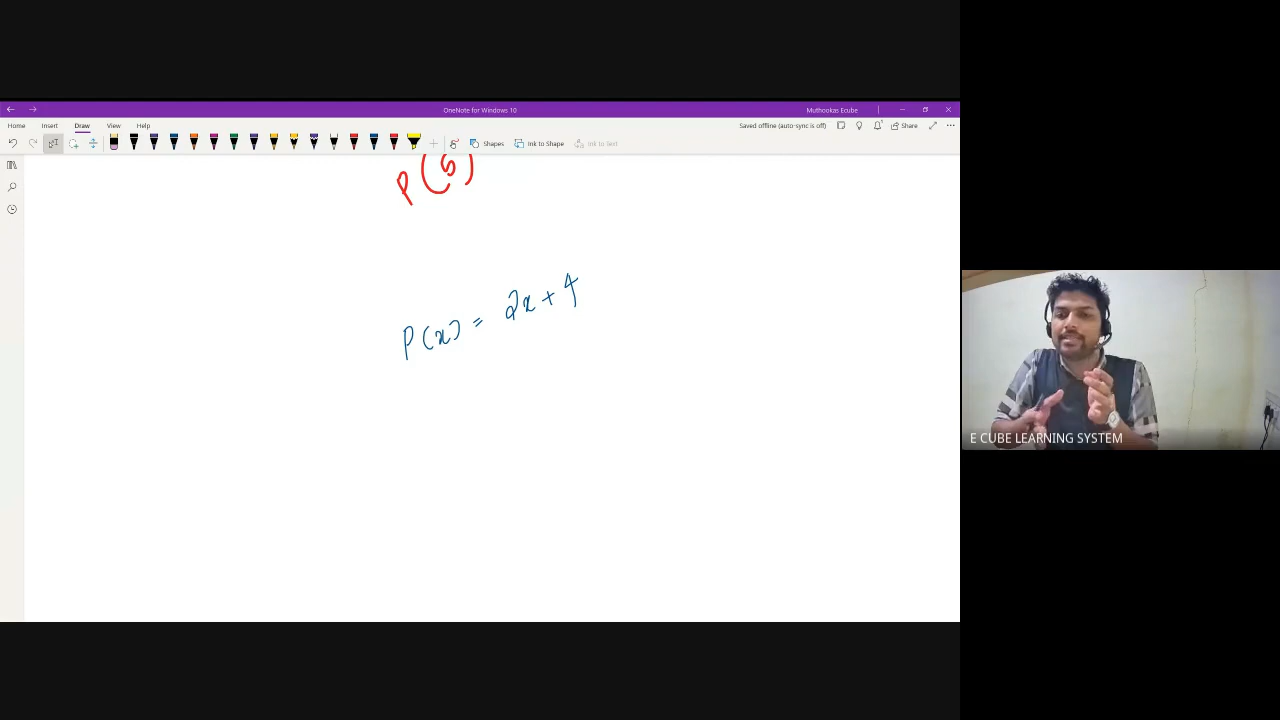 OneNote for Windows 10
Muthookas Ecube
Home Insert Draw View Help
Saved offline (auto-sync is off)
Share
Shapes
Ink to Shape
Ink to Text
P(5)
P(x) = 2x + 4
E CUBE LEARNING SYSTEM